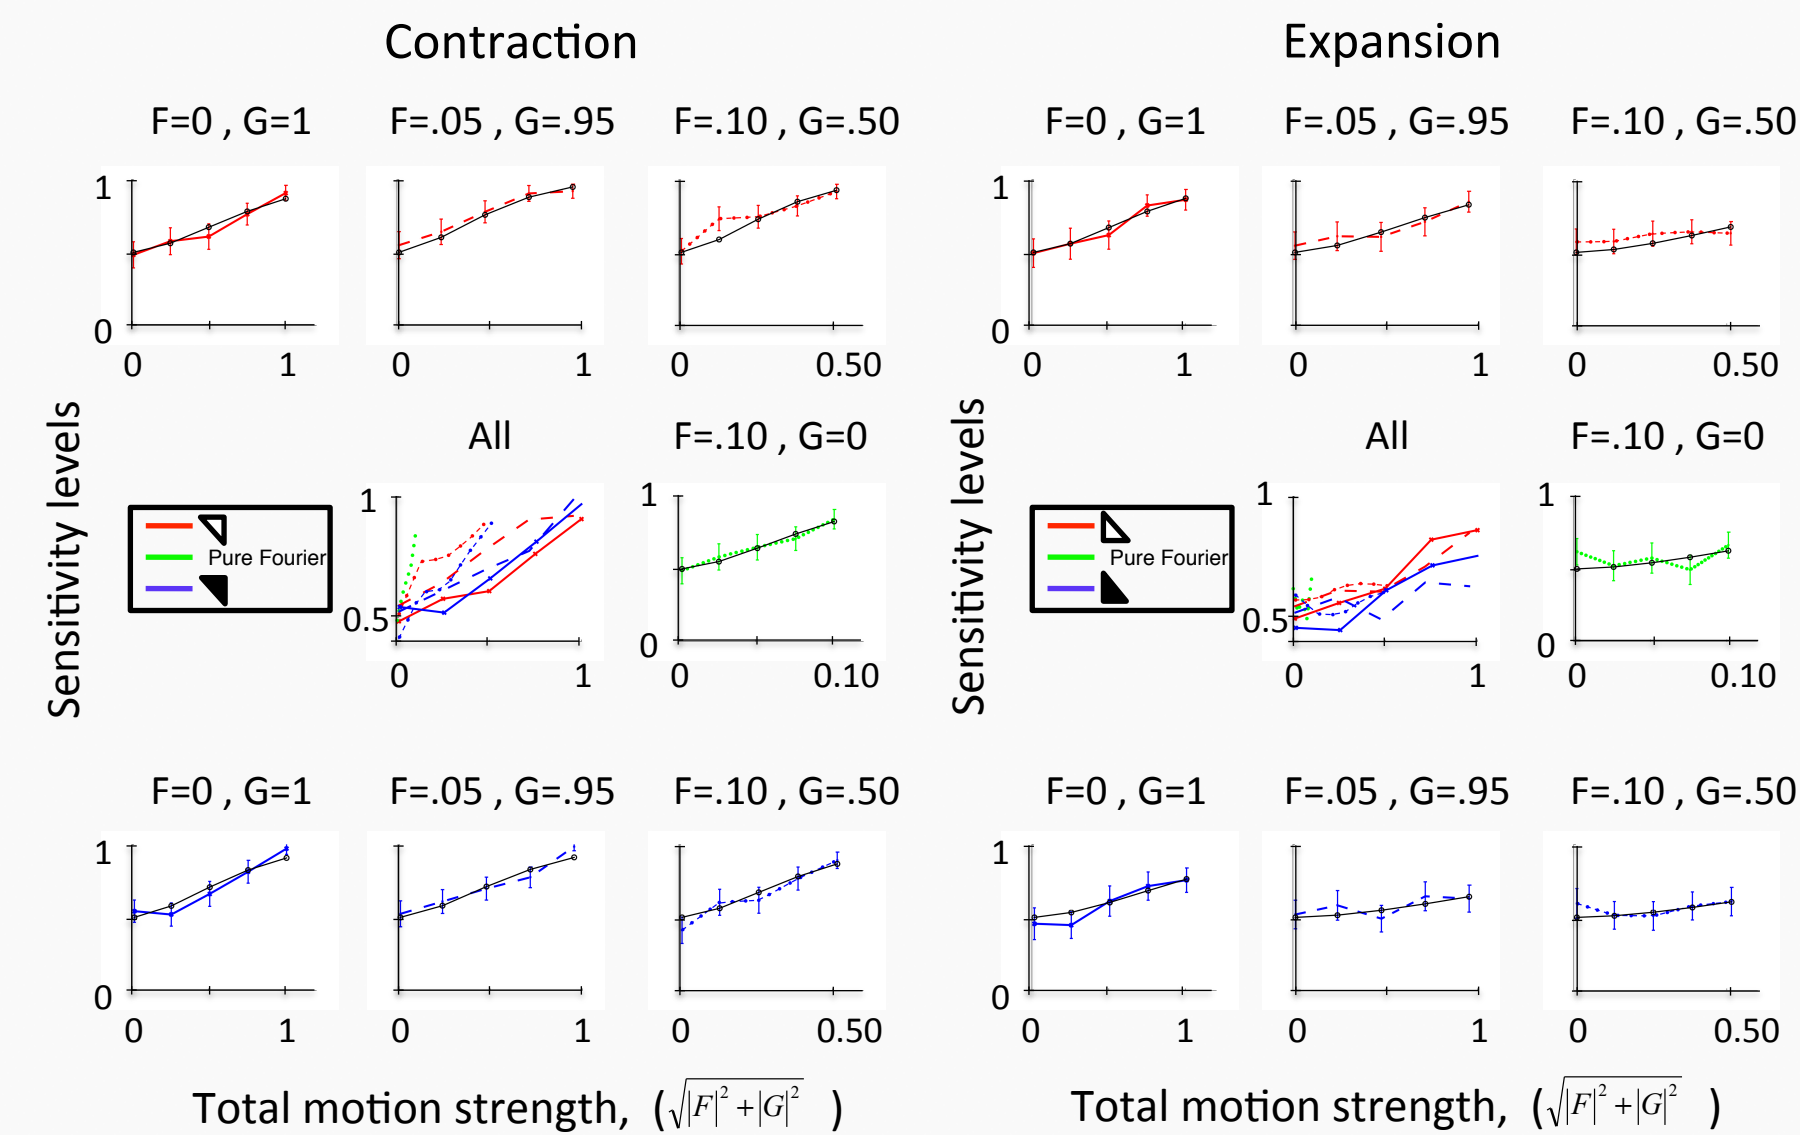 Contraction Expansion
F=0 , G=1 F=.05 , G=.95 F=.10 , G=.50 F=0 , G=1 F=.05 , G=.95 F=.10 , G=.50
1 1
0 0
0 1 0 1 0 0.50 0 1 0 1 0 0.50
Sensitivity levels
Sensitivity levels
All F=.10 , G=0 All F=.10 , G=0
1 1 1 1
Pure Fourier Pure Fourier
0.5 0 0.5 0
0 1 0 0.10 0 1 0 0.10
F=0 , G=1 F=.05 , G=.95 F=.10 , G=.50 F=0 , G=1 F=.05 , G=.95 F=.10 , G=.50
1 1
0 0
0 1 0 1 0 0.50 0 1 0 1 0 0.50
Total motion strength, (√|F|²+|G|² ) Total motion strength, (√|F|²+|G|² )